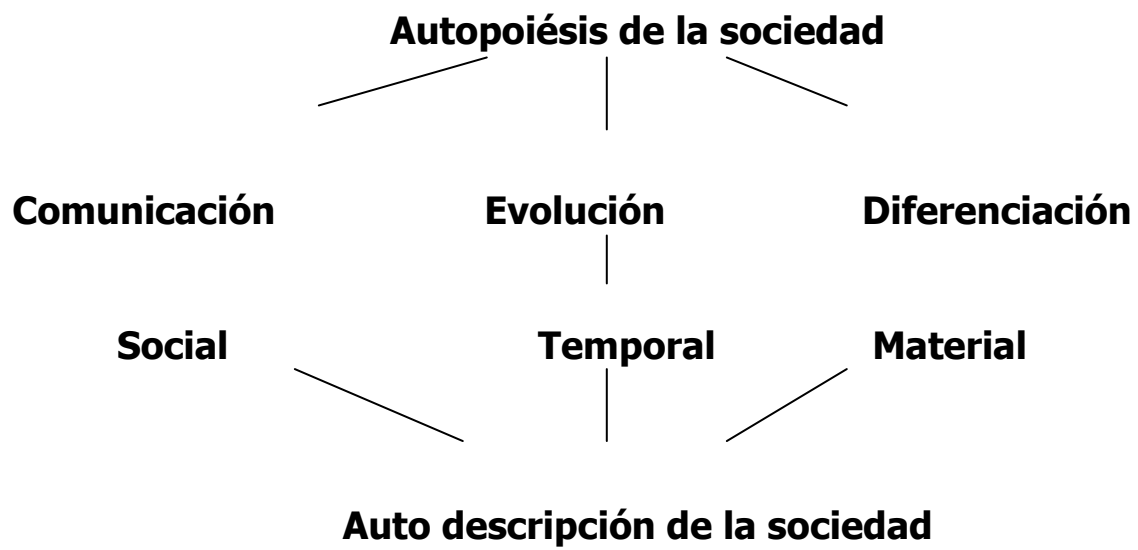 Autopoiésis de la sociedad
Comunicación Evolución Diferenciación
Social Temporal Material
Auto descripción de la sociedad